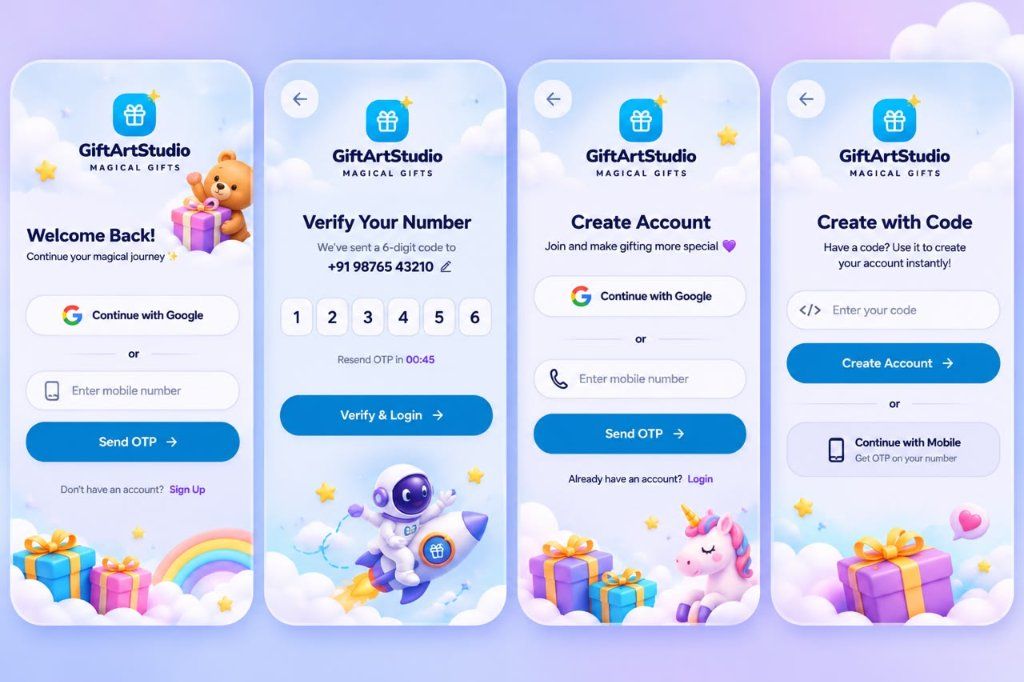 GiftArtStudio
MAGICAL GIFTS
Welcome Back!
Continue your magical journey ✨
Continue with Google
or
Enter mobile number
Send OTP →
Don't have an account? Sign Up
←
GiftArtStudio
MAGICAL GIFTS
Verify Your Number
We've sent a 6-digit code to
+91 98765 43210
1 2 3 4 5 6
Resend OTP in 00:45
Verify & Login →
←
GiftArtStudio
MAGICAL GIFTS
Create Account
Join and make gifting more special 💜
Continue with Google
or
Enter mobile number
Send OTP →
Already have an account? Login
←
GiftArtStudio
MAGICAL GIFTS
Create with Code
Have a code? Use it to create
your account instantly!
</> Enter your code
Create Account →
or
Continue with Mobile
Get OTP on your number